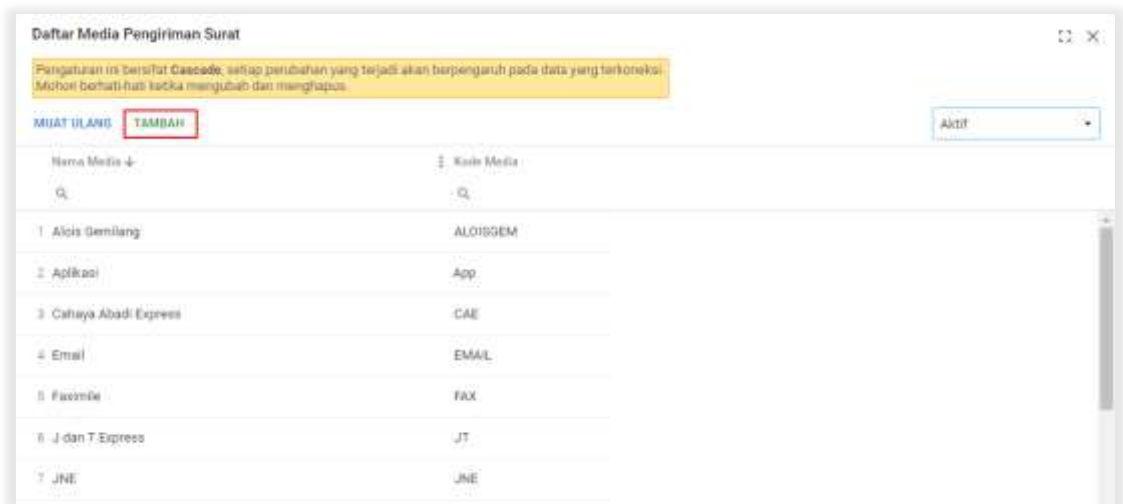 Daftar Media Pengiriman Surat
Pengaturan ini bersifat Cascade, setiap perubahan yang terjadi akan berpengaruh pada data yang terkoneksi.
Mohon berhati-hati ketika mengubah dan menghapus.
MUAT ULANG TAMBAH Aktif
Nama Media Kode Media
1 Alois Gemilang ALOISGEM
2 Aplikasi App
3 Cahaya Abadi Express CAE
4 Email EMAIL
5 Faximile FAX
6 J dan T Express JT
7 JNE JNE